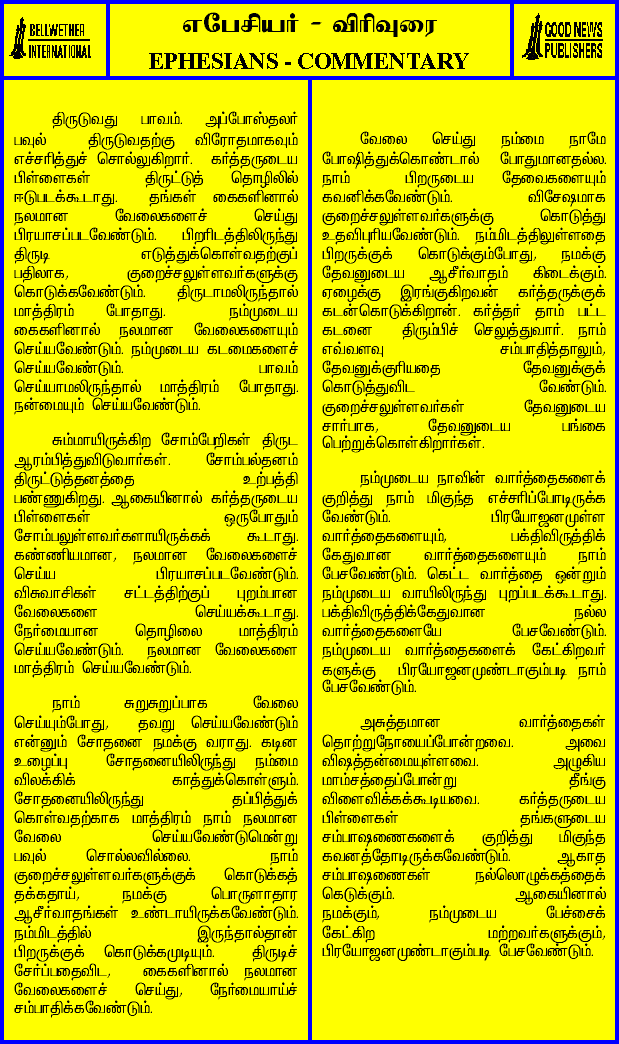 BELLWETHER
INTERNATIONAL
எபேசியர் - விரிவுரை
EPHESIANS - COMMENTARY
GOOD NEWS
PUBLISHERS
திருடுவது பாவம். அப்போஸ்தலர்
பவுல் திருடுவதற்கு விரோதமாகவும்
எச்சரித்துச் சொல்லுகிறார். கர்த்தருடைய
பிள்ளைகள் திருட்டுத் தொழிலில்
ஈடுபடக்கூடாது. தங்கள் கைகளினால்
நலமான வேலைகளைச் செய்து
பிரயாசப்படவேண்டும். பிறரிடத்திலிருந்து
திருடி எடுத்துக்கொள்வதற்குப்
பதிலாக, குறைச்சலுள்ளவர்களுக்கு
கொடுக்கவேண்டும். திருடாமலிருந்தால்
மாத்திரம் போதாது. நம்முடைய
கைகளினால் நலமான வேலைகளையும்
செய்யவேண்டும். நம்முடைய கடமைகளைச்
செய்யவேண்டும். பாவம்
செய்யாமலிருந்தால் மாத்திரம் போதாது.
நன்மையும் செய்யவேண்டும்.
சும்மாயிருக்கிற சோம்பேறிகள் திருட
ஆரம்பித்துவிடுவார்கள். சோம்பல்தனம்
திருட்டுத்தனத்தை உற்பத்தி
பண்ணுகிறது. ஆகையினால் கர்த்தருடைய
பிள்ளைகள் ஒருபோதும்
சோம்பலுள்ளவர்களாயிருக்கக் கூடாது.
கண்ணியமான, நலமான வேலைகளைச்
செய்ய பிரயாசப்படவேண்டும்.
விசுவாசிகள் சட்டத்திற்குப் புறம்பான
வேலைகளை செய்யக்கூடாது.
நேர்மையான தொழிலை மாத்திரம்
செய்யவேண்டும். நலமான வேலைகளை
மாத்திரம் செய்யவேண்டும்.
நாம் சுறுசுறுப்பாக வேலை
செய்யும்போது, தவறு செய்யவேண்டும்
என்னும் சோதனை நமக்கு வராது. கடின
உழைப்பு சோதனையிலிருந்து நம்மை
விலக்கிக் காத்துக்கொள்ளும்.
சோதனையிலிருந்து தப்பித்துக்
கொள்வதற்காக மாத்திரம் நாம் நலமான
வேலை செய்யவேண்டுமென்று
பவுல் சொல்லவில்லை. நாம்
குறைச்சலுள்ளவர்களுக்குக் கொடுக்கத்
தக்கதாய், நமக்கு பொருளாதார
ஆசீர்வாதங்கள் உண்டாயிருக்கவேண்டும்.
நம்மிடத்தில் இருந்தால்தான்
பிறருக்குக் கொடுக்கமுடியும். திருடிச்
சேர்ப்பதைவிட, கைகளினால் நலமான
வேலைகளைச் செய்து, நேர்மையாய்ச்
சம்பாதிக்கவேண்டும்.
வேலை செய்து நம்மை நாமே
போஷித்துக்கொண்டால் போதுமானதல்ல.
நாம் பிறருடைய தேவைகளையும்
கவனிக்கவேண்டும். விசேஷமாக
குறைச்சலுள்ளவர்களுக்கு கொடுத்து
உதவிபுரியவேண்டும். நம்மிடத்திலுள்ளதை
பிறருக்குக் கொடுக்கும்போது, நமக்கு
தேவனுடைய ஆசீர்வாதம் கிடைக்கும்.
ஏழைக்கு இரங்குகிறவன் கர்த்தருக்குக்
கடன்கொடுக்கிறான். கர்த்தர் தாம் பட்ட
கடனை திரும்பிச் செலுத்துவார். நாம்
எவ்வளவு சம்பாதித்தாலும்,
தேவனுக்குரியதை தேவனுக்குக்
கொடுத்துவிட வேண்டும்.
குறைச்சலுள்ளவர்கள் தேவனுடைய
சார்பாக, தேவனுடைய பங்கை
பெற்றுக்கொள்கிறார்கள்.
நம்முடைய நாவின் வார்த்தைகளைக்
குறித்து நாம் மிகுந்த எச்சரிப்போடிருக்க
வேண்டும். பிரயோஜனமுள்ள
வார்த்தைகளையும், பக்திவிருத்திக்
கேதுவான வார்த்தைகளையும் நாம்
பேசவேண்டும். கெட்ட வார்த்தை ஒன்றும்
நம்முடைய வாயிலிருந்து புறப்படக்கூடாது.
பக்திவிருத்திக்கேதுவான நல்ல
வார்த்தைகளையே பேசவேண்டும்.
நம்முடைய வார்த்தைகளைக் கேட்கிறவர்
களுக்கு பிரயோஜனமுண்டாகும்படி நாம்
பேசவேண்டும்.
அசுத்தமான வார்த்தைகள்
தொற்றுநோயைப்போன்றவை. அவை
விஷத்தன்மையுள்ளவை. அழுகிய
மாம்சத்தைப்போன்று தீங்கு
விளைவிக்கக்கூடியவை. கர்த்தருடைய
பிள்ளைகள் தங்களுடைய
சம்பாஷணைகளைக் குறித்து மிகுந்த
கவனத்தோடிருக்கவேண்டும். ஆகாத
சம்பாஷணைகள் நல்லொழுக்கத்தைக்
கெடுக்கும். ஆகையினால்
நமக்கும், நம்முடைய பேச்சைக்
கேட்கிற மற்றவர்களுக்கும்,
பிரயோஜனமுண்டாகும்படி பேசவேண்டும்.